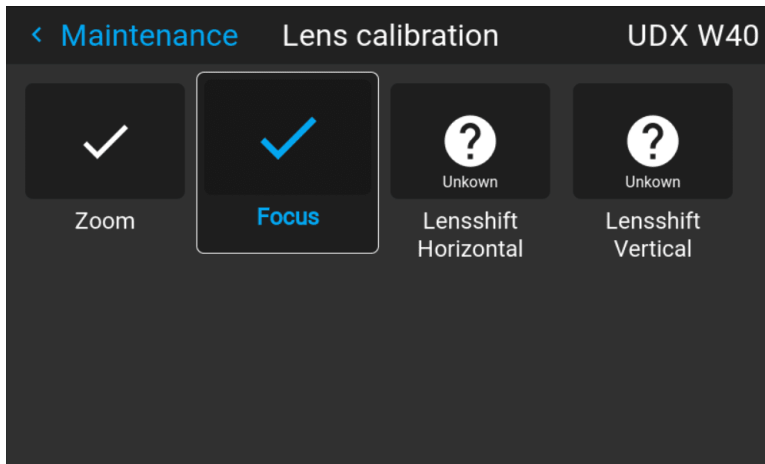 Maintenance Lens calibration UDX W40
Unkown Unkown
Zoom Focus Lensshift Lensshift
Horizontal Vertical